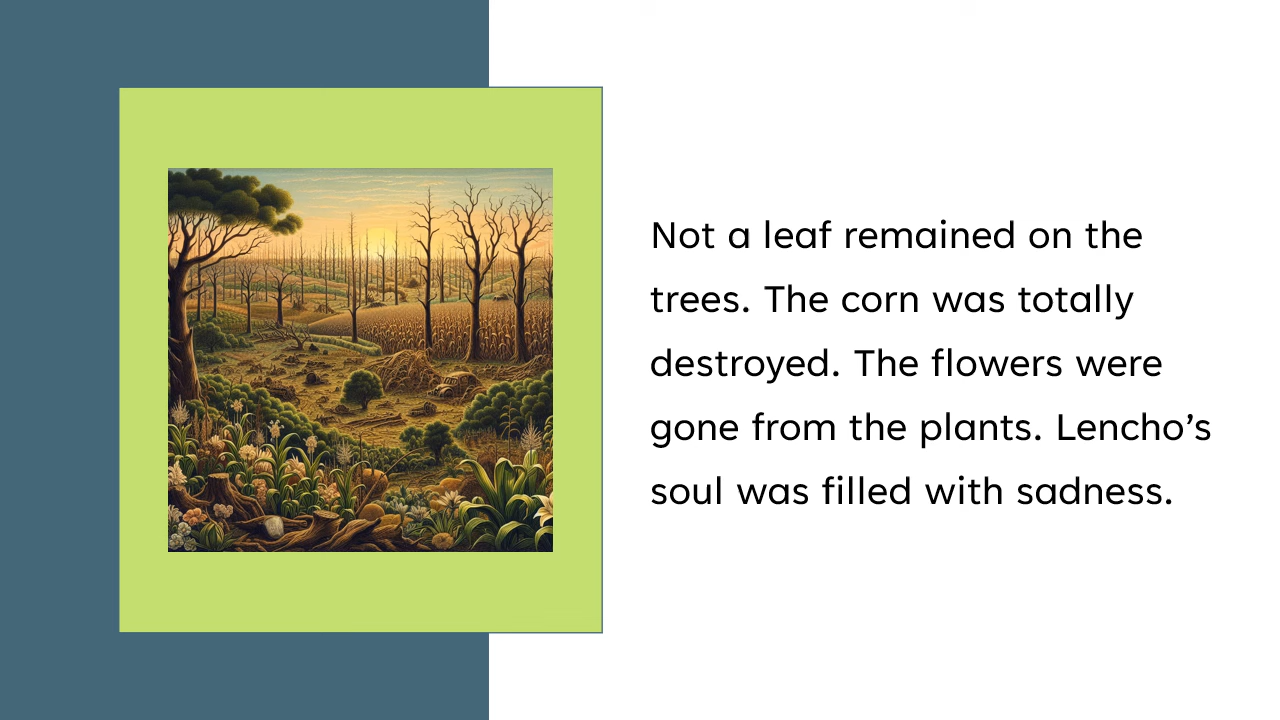 Not a leaf remained on the
trees. The corn was totally
destroyed. The flowers were
gone from the plants. Lencho’s
soul was filled with sadness.